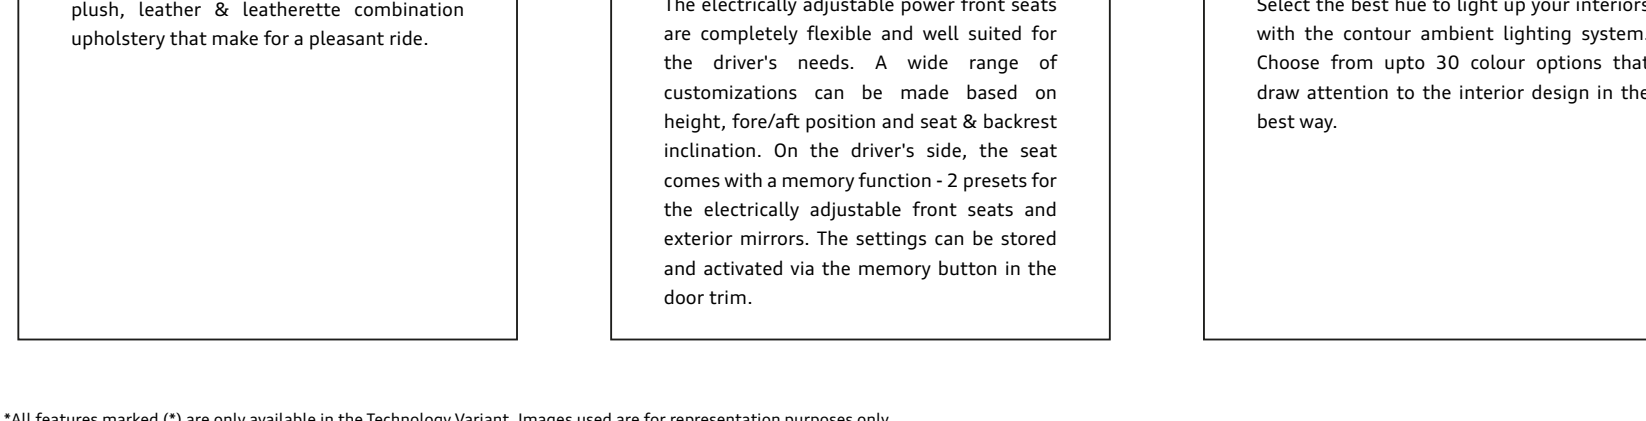 plush, leather & leatherette combination
upholstery that make for a pleasant ride.
The electrically adjustable power front seats
are completely flexible and well suited for
the driver's needs. A wide range of
customizations can be made based on
height, fore/aft position and seat & backrest
inclination. On the driver's side, the seat
comes with a memory function - 2 presets for
the electrically adjustable front seats and
exterior mirrors. The settings can be stored
and activated via the memory button in the
door trim.
Select the best hue to light up your interiors
with the contour ambient lighting system.
Choose from upto 30 colour options that
draw attention to the interior design in the
best way.
*All features marked (*) are only available in the Technology Variant. Images used are for representation purposes only